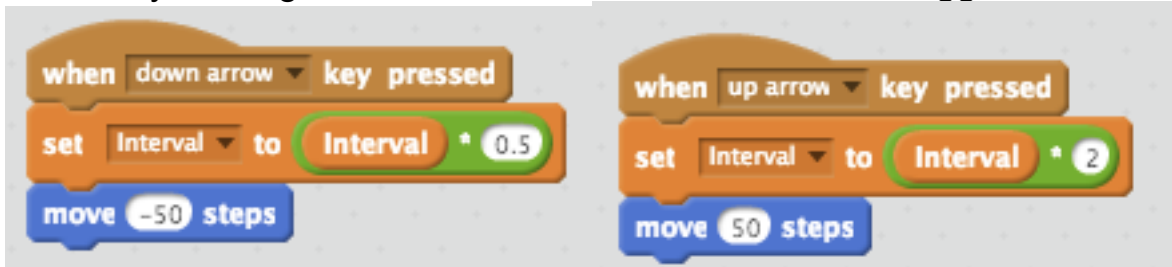 when down arrow key pressed
set Interval to Interval * 0.5
move -50 steps
when up arrow key pressed
set Interval to Interval * 2
move 50 steps